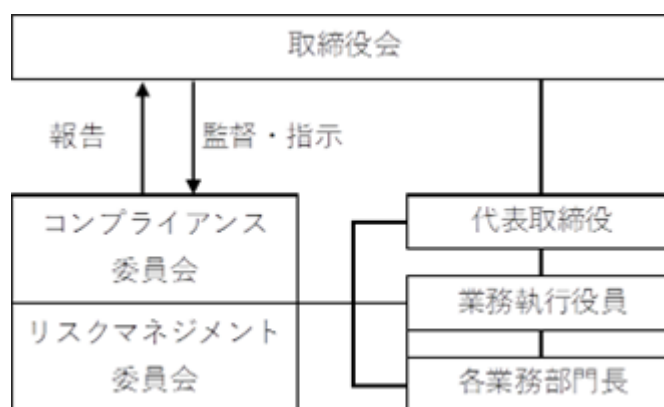 取締役会
報告
監督・指示
コンプライアンス
委員会
リスクマネジメント
委員会
代表取締役
業務執行役員
各業務部門長